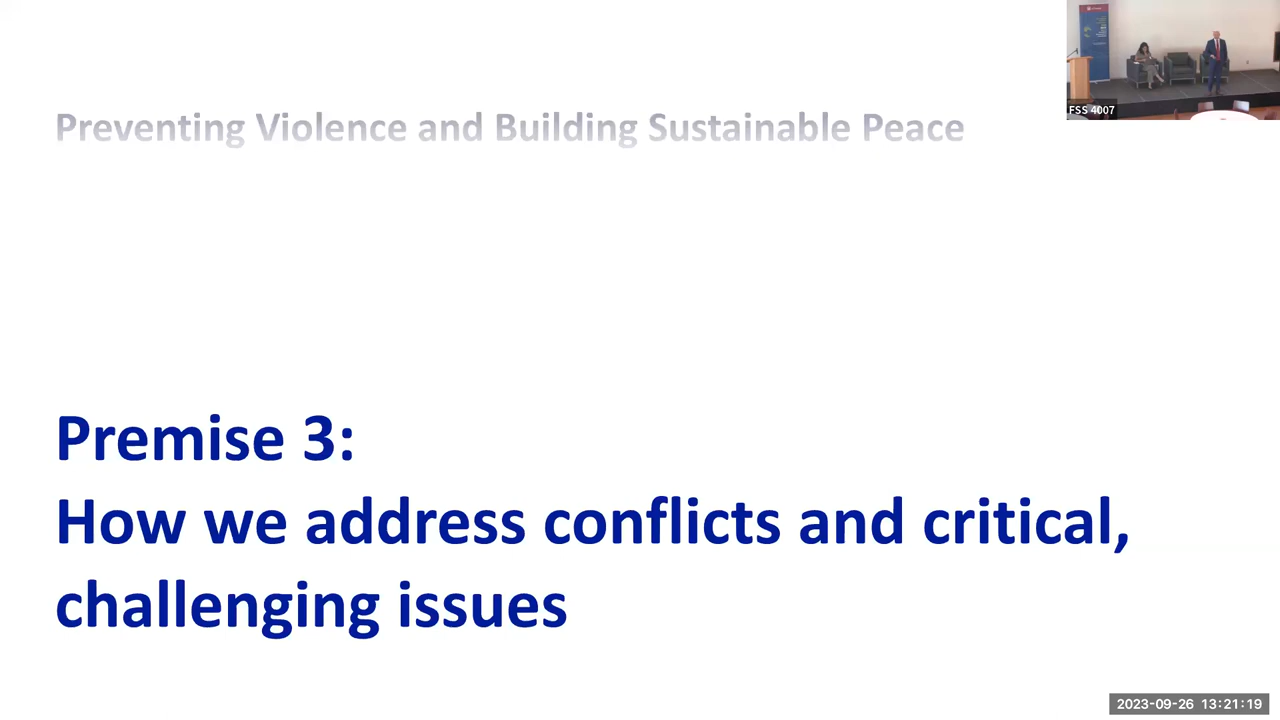 Preventing Violence and Building Sustainable Peace
FSS 4007
Premise 3:
How we address conflicts and critical,
challenging issues
2023-09-26 13:21:19